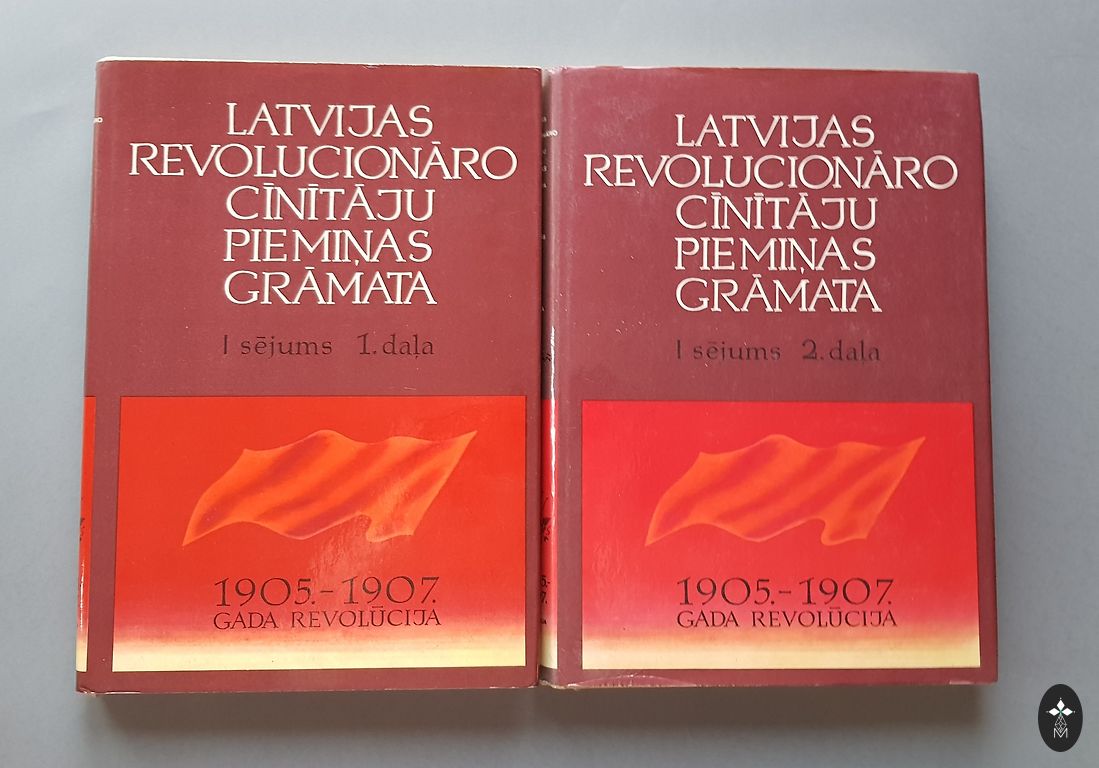 LATVIJAS
REVOLUCIONĀRO
CĪNĪTĀJU
PIEMIŅAS
GRĀMATA
I sējums 1. daļa
1905.-1907.
GADA REVOLŪCIJA
LATVIJAS
REVOLUCIONĀRO
CĪNĪTĀJU
PIEMIŅAS
GRĀMATA
I sējums 2. daļa
1905.-1907.
GADA REVOLŪCIJA
M